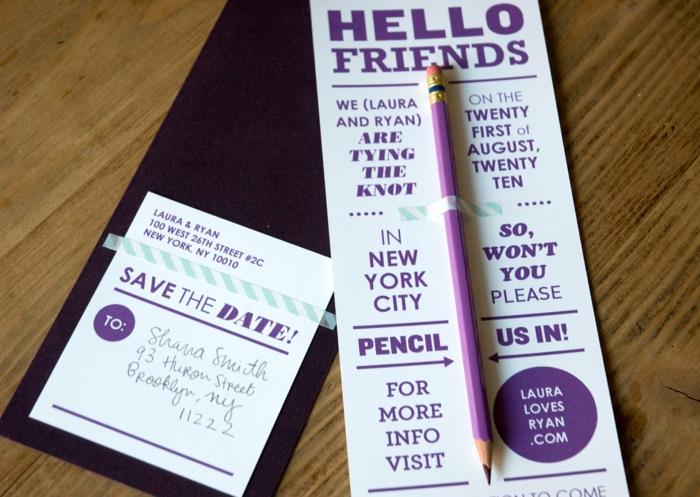 HELLO
FRIENDS
WE (LAURA
AND RYAN)
ARE
TYING
THE
KNOT
ON THE
TWENTY
FIRST of
AUGUST,
TWENTY
TEN
IN
NEW
YORK
CITY
SO,
WON'T
YOU
PLEASE
PENCIL
US IN!
FOR
MORE
INFO
VISIT
LAURA
LOVES
RYAN
.COM
TO COME
LAURA & RYAN
100 WEST 26TH STREET #2C
NEW YORK, NY 10010
SAVE THE DATE!
TO:
Shana Smith
93 Huron Street
Brooklyn, ny
11222